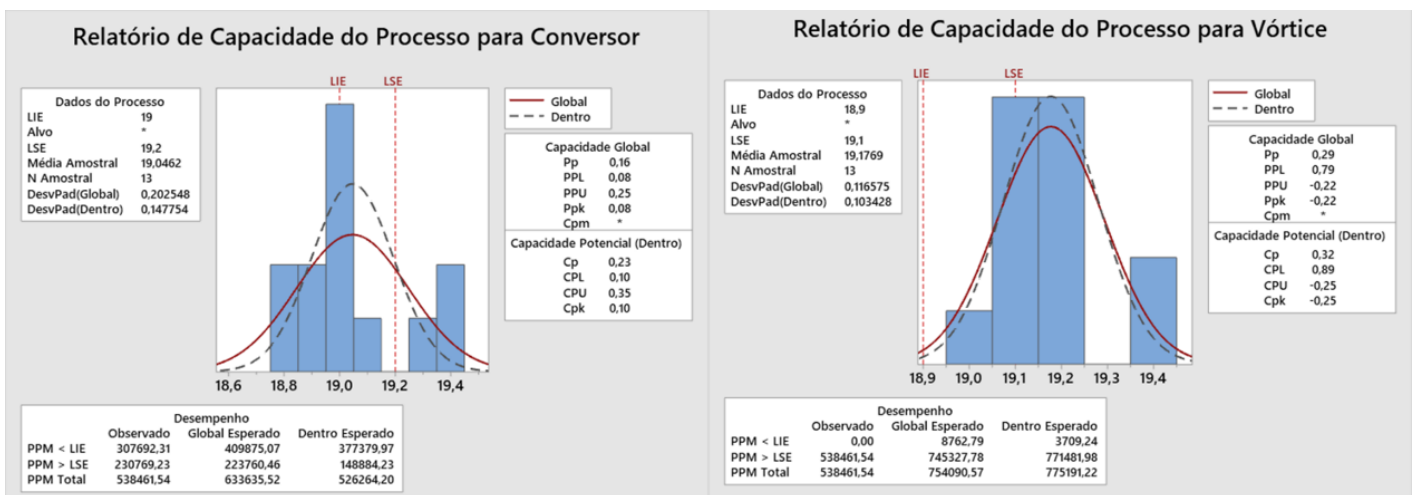 Relatório de Capacidade do Processo para Conversor
LIE LSE
Dados do Processo
LIE 19
Alvo *
LSE 19,2
Média Amostral 19,0462
N Amostral 13
DesvPad(Global) 0,202548
DesvPad(Dentro) 0,147754
Global
Dentro
Capacidade Global
Pp 0,16
PPL 0,08
PPU 0,25
Ppk 0,08
Cpm *
Capacidade Potencial (Dentro)
Cp 0,23
CPL 0,10
CPU 0,35
Cpk 0,10
18,6 18,8 19,0 19,2 19,4
Desempenho
Observado Global Esperado Dentro Esperado
PPM < LIE 307692,31 409875,07 377379,97
PPM > LSE 230769,23 223760,46 148884,23
PPM Total 538461,54 633635,52 526264,20
Relatório de Capacidade do Processo para Vórtice
LIE LSE
Dados do Processo
LIE 18,9
Alvo *
LSE 19,1
Média Amostral 19,1769
N Amostral 13
DesvPad(Global) 0,116575
DesvPad(Dentro) 0,103428
Global
Dentro
Capacidade Global
Pp 0,29
PPL 0,79
PPU -0,22
Ppk -0,22
Cpm *
Capacidade Potencial (Dentro)
Cp 0,32
CPL 0,89
CPU -0,25
Cpk -0,25
18,9 19,0 19,1 19,2 19,3 19,4
Desempenho
Observado Global Esperado Dentro Esperado
PPM < LIE 0,00 8762,79 3709,24
PPM > LSE 538461,54 745327,78 771481,98
PPM Total 538461,54 754090,57 775191,22